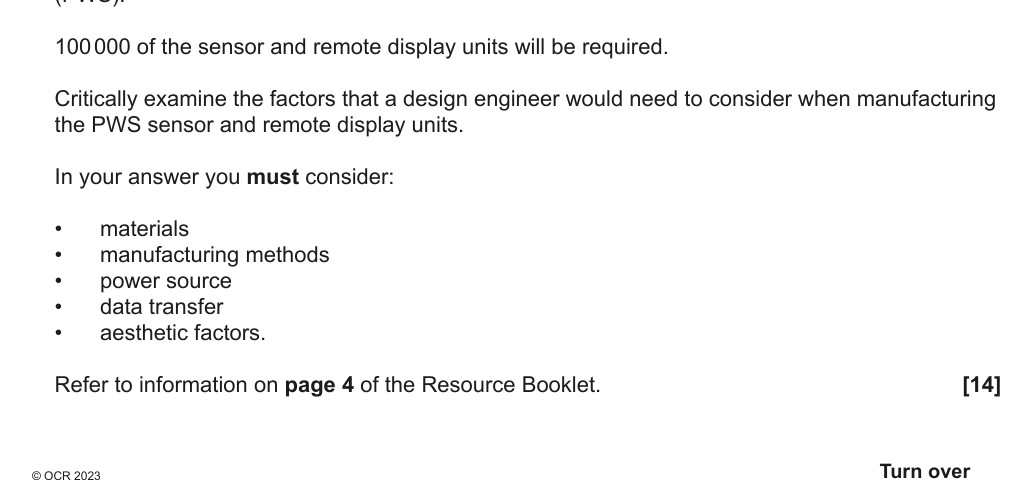 (PWS).
100 000 of the sensor and remote display units will be required.
Critically examine the factors that a design engineer would need to consider when manufacturing
the PWS sensor and remote display units.
In your answer you must consider:
• materials
• manufacturing methods
• power source
• data transfer
• aesthetic factors.
Refer to information on page 4 of the Resource Booklet. [14]
© OCR 2023
Turn over